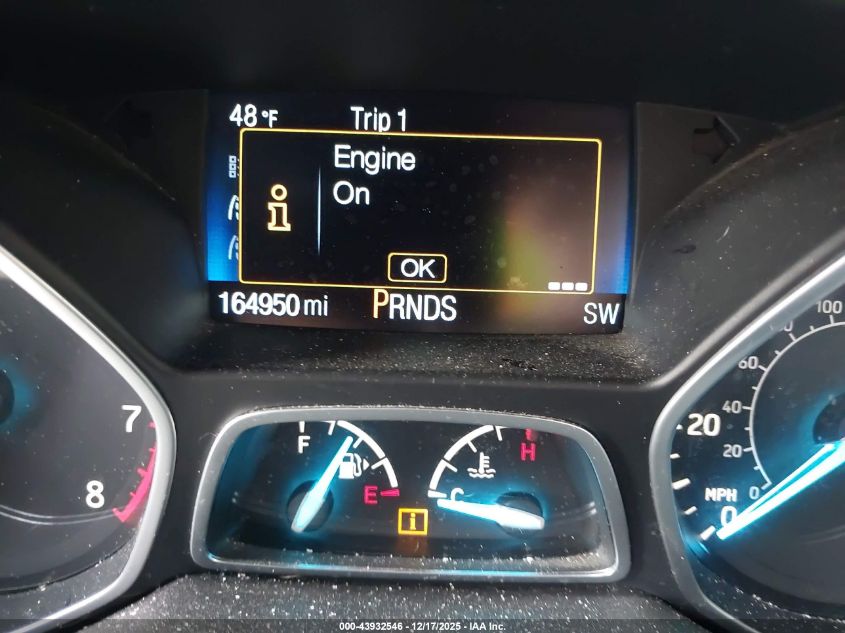 48°F Trip 1
Engine
On
i
OK
164950 mi PRNDS SW
7
8
F
E
C
H
i
100
80
60
40
20
0
20
MPH
0
000-43932546 – 12/17/2025 – IAA Inc.